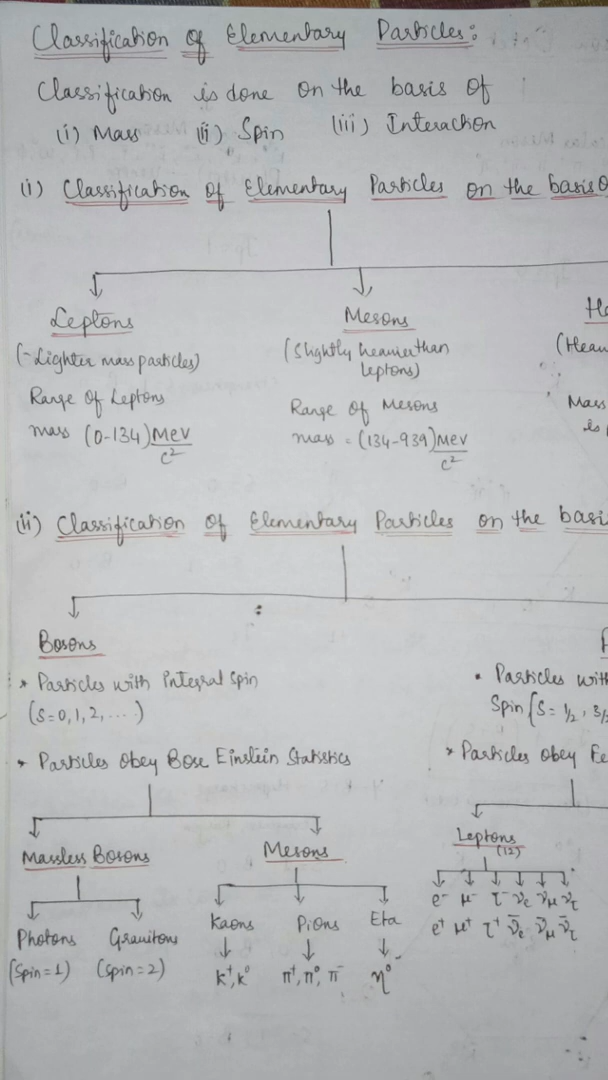 Classification of Elementary Particles:
Classification is done on the basis of
(i) Mass (ii) Spin (iii) Interaction
(i) Classification of Elementary Particles on the basis o
Leptons
(-Lighter mass particles)
Range of Leptons
mass (0-134) MeV/c²
Mesons
(Slightly heavier than
leptons)
Range of Mesons
mass = (134-939) MeV/c²
He
(Heav
Mass
is
(ii) Classification of Elementary Particles on the basis
Bosons
* Particles with Integral Spin
(S=0,1,2,....)
* Particles Obey Bose Einstein Statistics
Massless Bosons
Photons
(Spin=1)
Gravitons
(Spin=2)
Mesons
Kaons
K⁺, K⁰
Pions
π⁺, π⁰, π⁻
Eta
η⁰
• Particles with
Spin (S= 1/2, 3/
* Particles Obey Fe
Leptons
(12)
e⁻ μ⁻ τ⁻ νe νμ ντ
e⁺ μ⁺ τ⁺ ν̄e ν̄μ ν̄τ